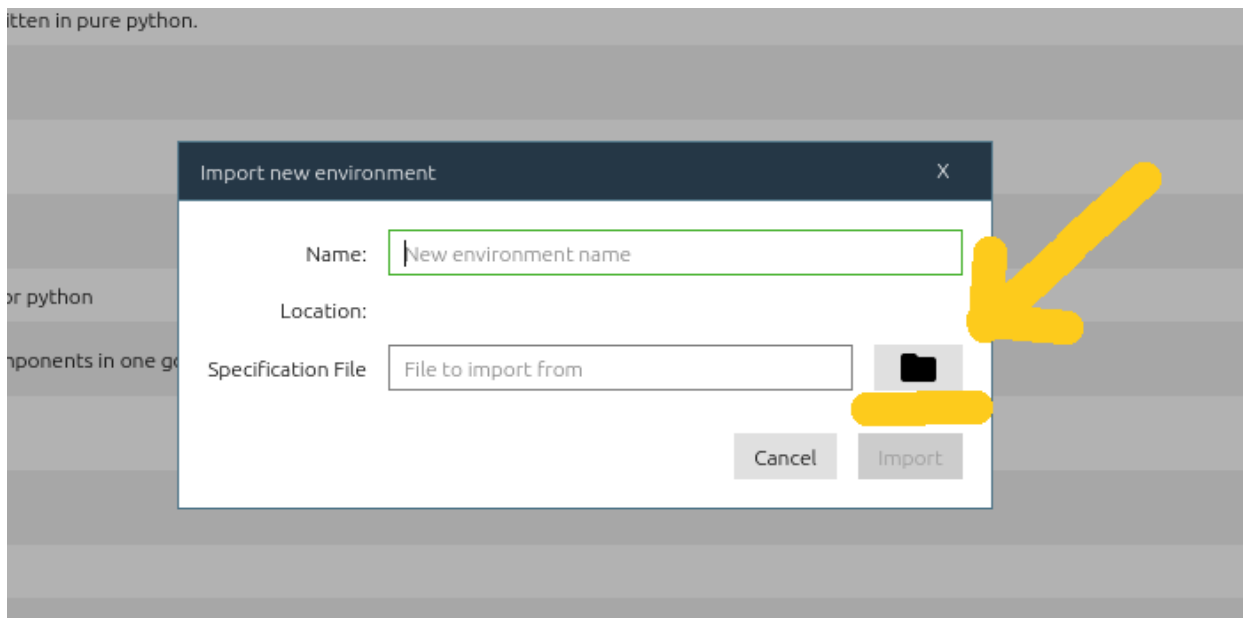 itten in pure python.
Import new environment X
Name: New environment name
or python
Location:
mponents in one go
Specification File File to import from
Cancel Import